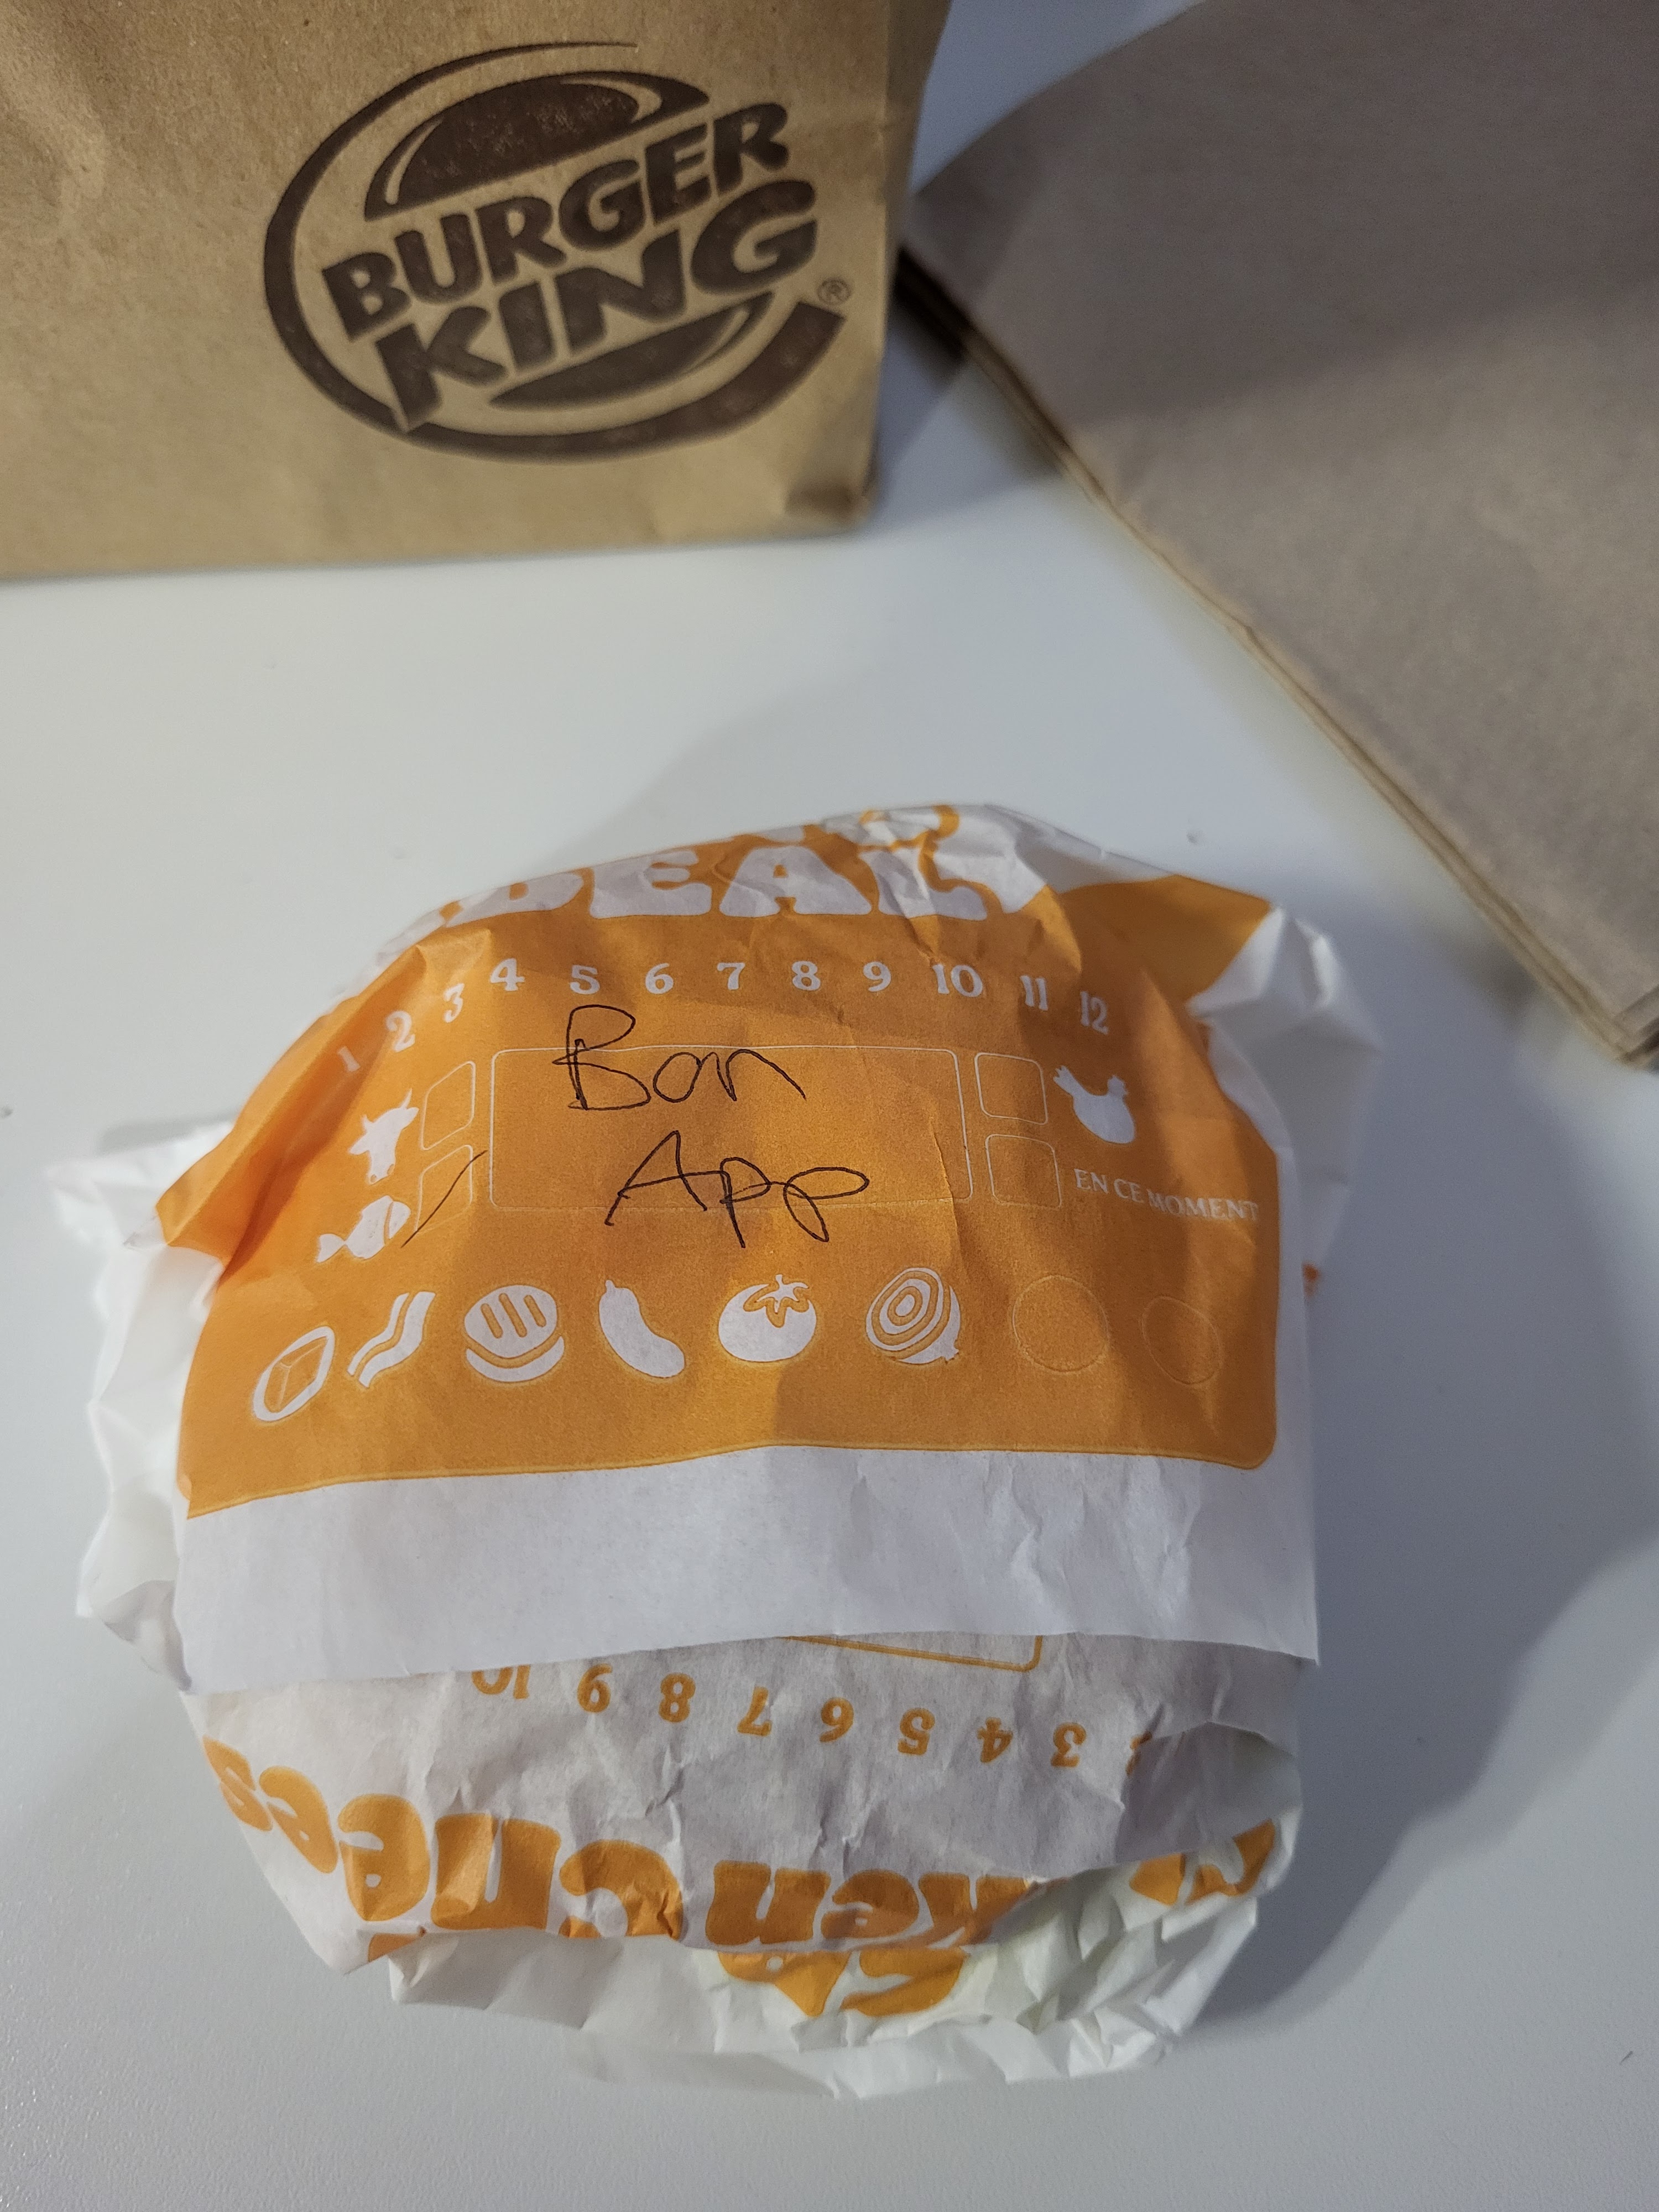 BURGER
KING®
DEAL
1 2 3 4 5 6 7 8 9 10 11 12
Bon
App
EN CE MOMENT
3 4 5 6 7 8 9 10